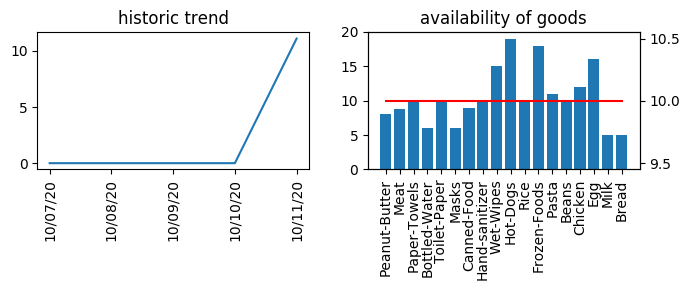 historic trend
10
5
0
10/07/20
10/08/20
10/09/20
10/10/20
10/11/20
availability of goods
20
15
10
5
0
10.5
10.0
9.5
Peanut-Butter
Meat
Paper-Towels
Bottled-Water
Toilet-Paper
Masks
Canned-Food
Hand-sanitizer
Wet-Wipes
Hot-Dogs
Rice
Frozen-Foods
Pasta
Beans
Chicken
Egg
Milk
Bread